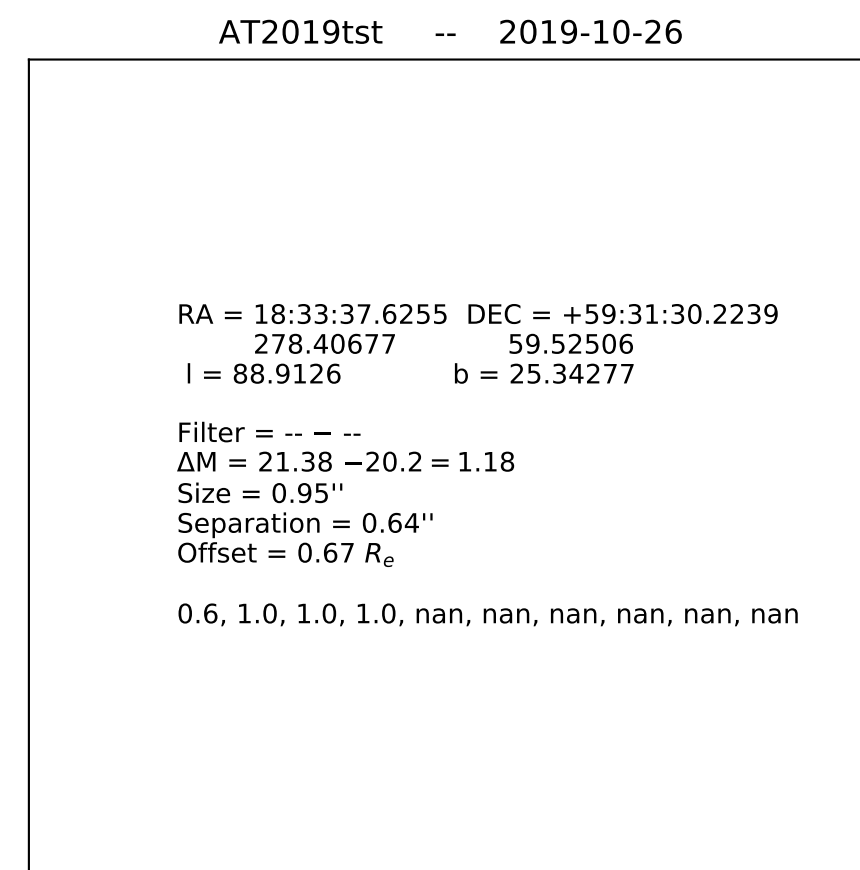 AT2019tst -- 2019-10-26
RA = 18:33:37.6255 DEC = +59:31:30.2239
278.40677 59.52506
l = 88.9126 b = 25.34277
Filter = -- − --
ΔM = 21.38 −20.2 = 1.18
Size = 0.95''
Separation = 0.64''
Offset = 0.67 Rₑ
0.6, 1.0, 1.0, 1.0, nan, nan, nan, nan, nan, nan